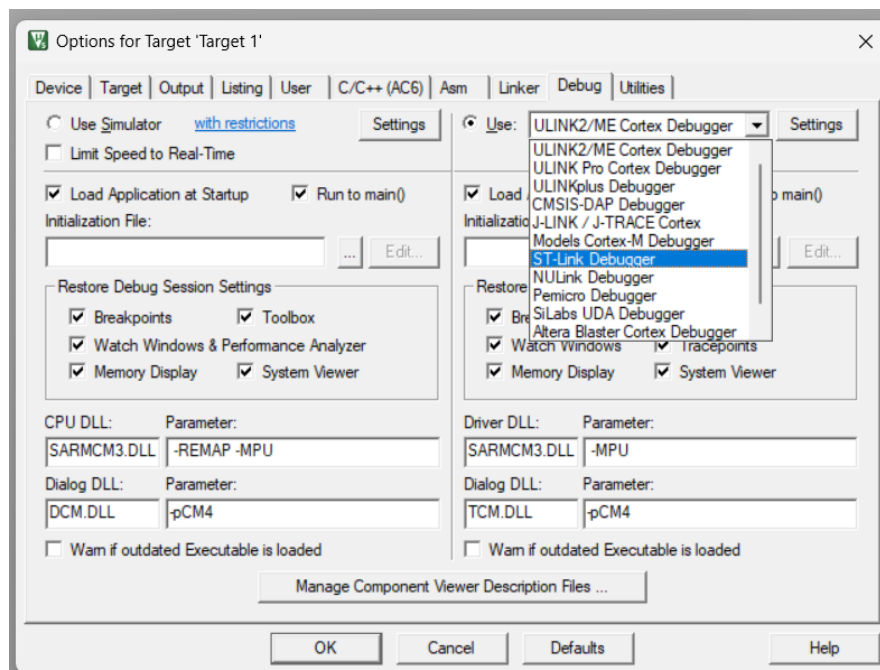 Options for Target 'Target 1'
Device Target Output Listing User C/C++ (AC6) Asm Linker Debug Utilities
Use Simulator with restrictions Settings
Limit Speed to Real-Time
Load Application at Startup Run to main()
Initialization File:
... Edit...
Restore Debug Session Settings
Breakpoints Toolbox
Watch Windows & Performance Analyzer
Memory Display System Viewer
CPU DLL: Parameter:
SARMCM3.DLL -REMAP -MPU
Dialog DLL: Parameter:
DCM.DLL -pCM4
Warn if outdated Executable is loaded
Use: ULINK2/ME Cortex Debugger Settings
ULINK2/ME Cortex Debugger
ULINK Pro Cortex Debugger
ULINKplus Debugger
CMSIS-DAP Debugger
J-LINK / J-TRACE Cortex
Models Cortex-M Debugger
ST-Link Debugger
NULink Debugger
Pemicro Debugger
SiLabs UDA Debugger
Altera Blaster Cortex Debugger
Load main()
Edit...
Watch Windows Tracepoints
Memory Display System Viewer
Driver DLL: Parameter:
SARMCM3.DLL -MPU
Dialog DLL: Parameter:
TCM.DLL -pCM4
Warn if outdated Executable is loaded
Manage Component Viewer Description Files ...
OK Cancel Defaults Help